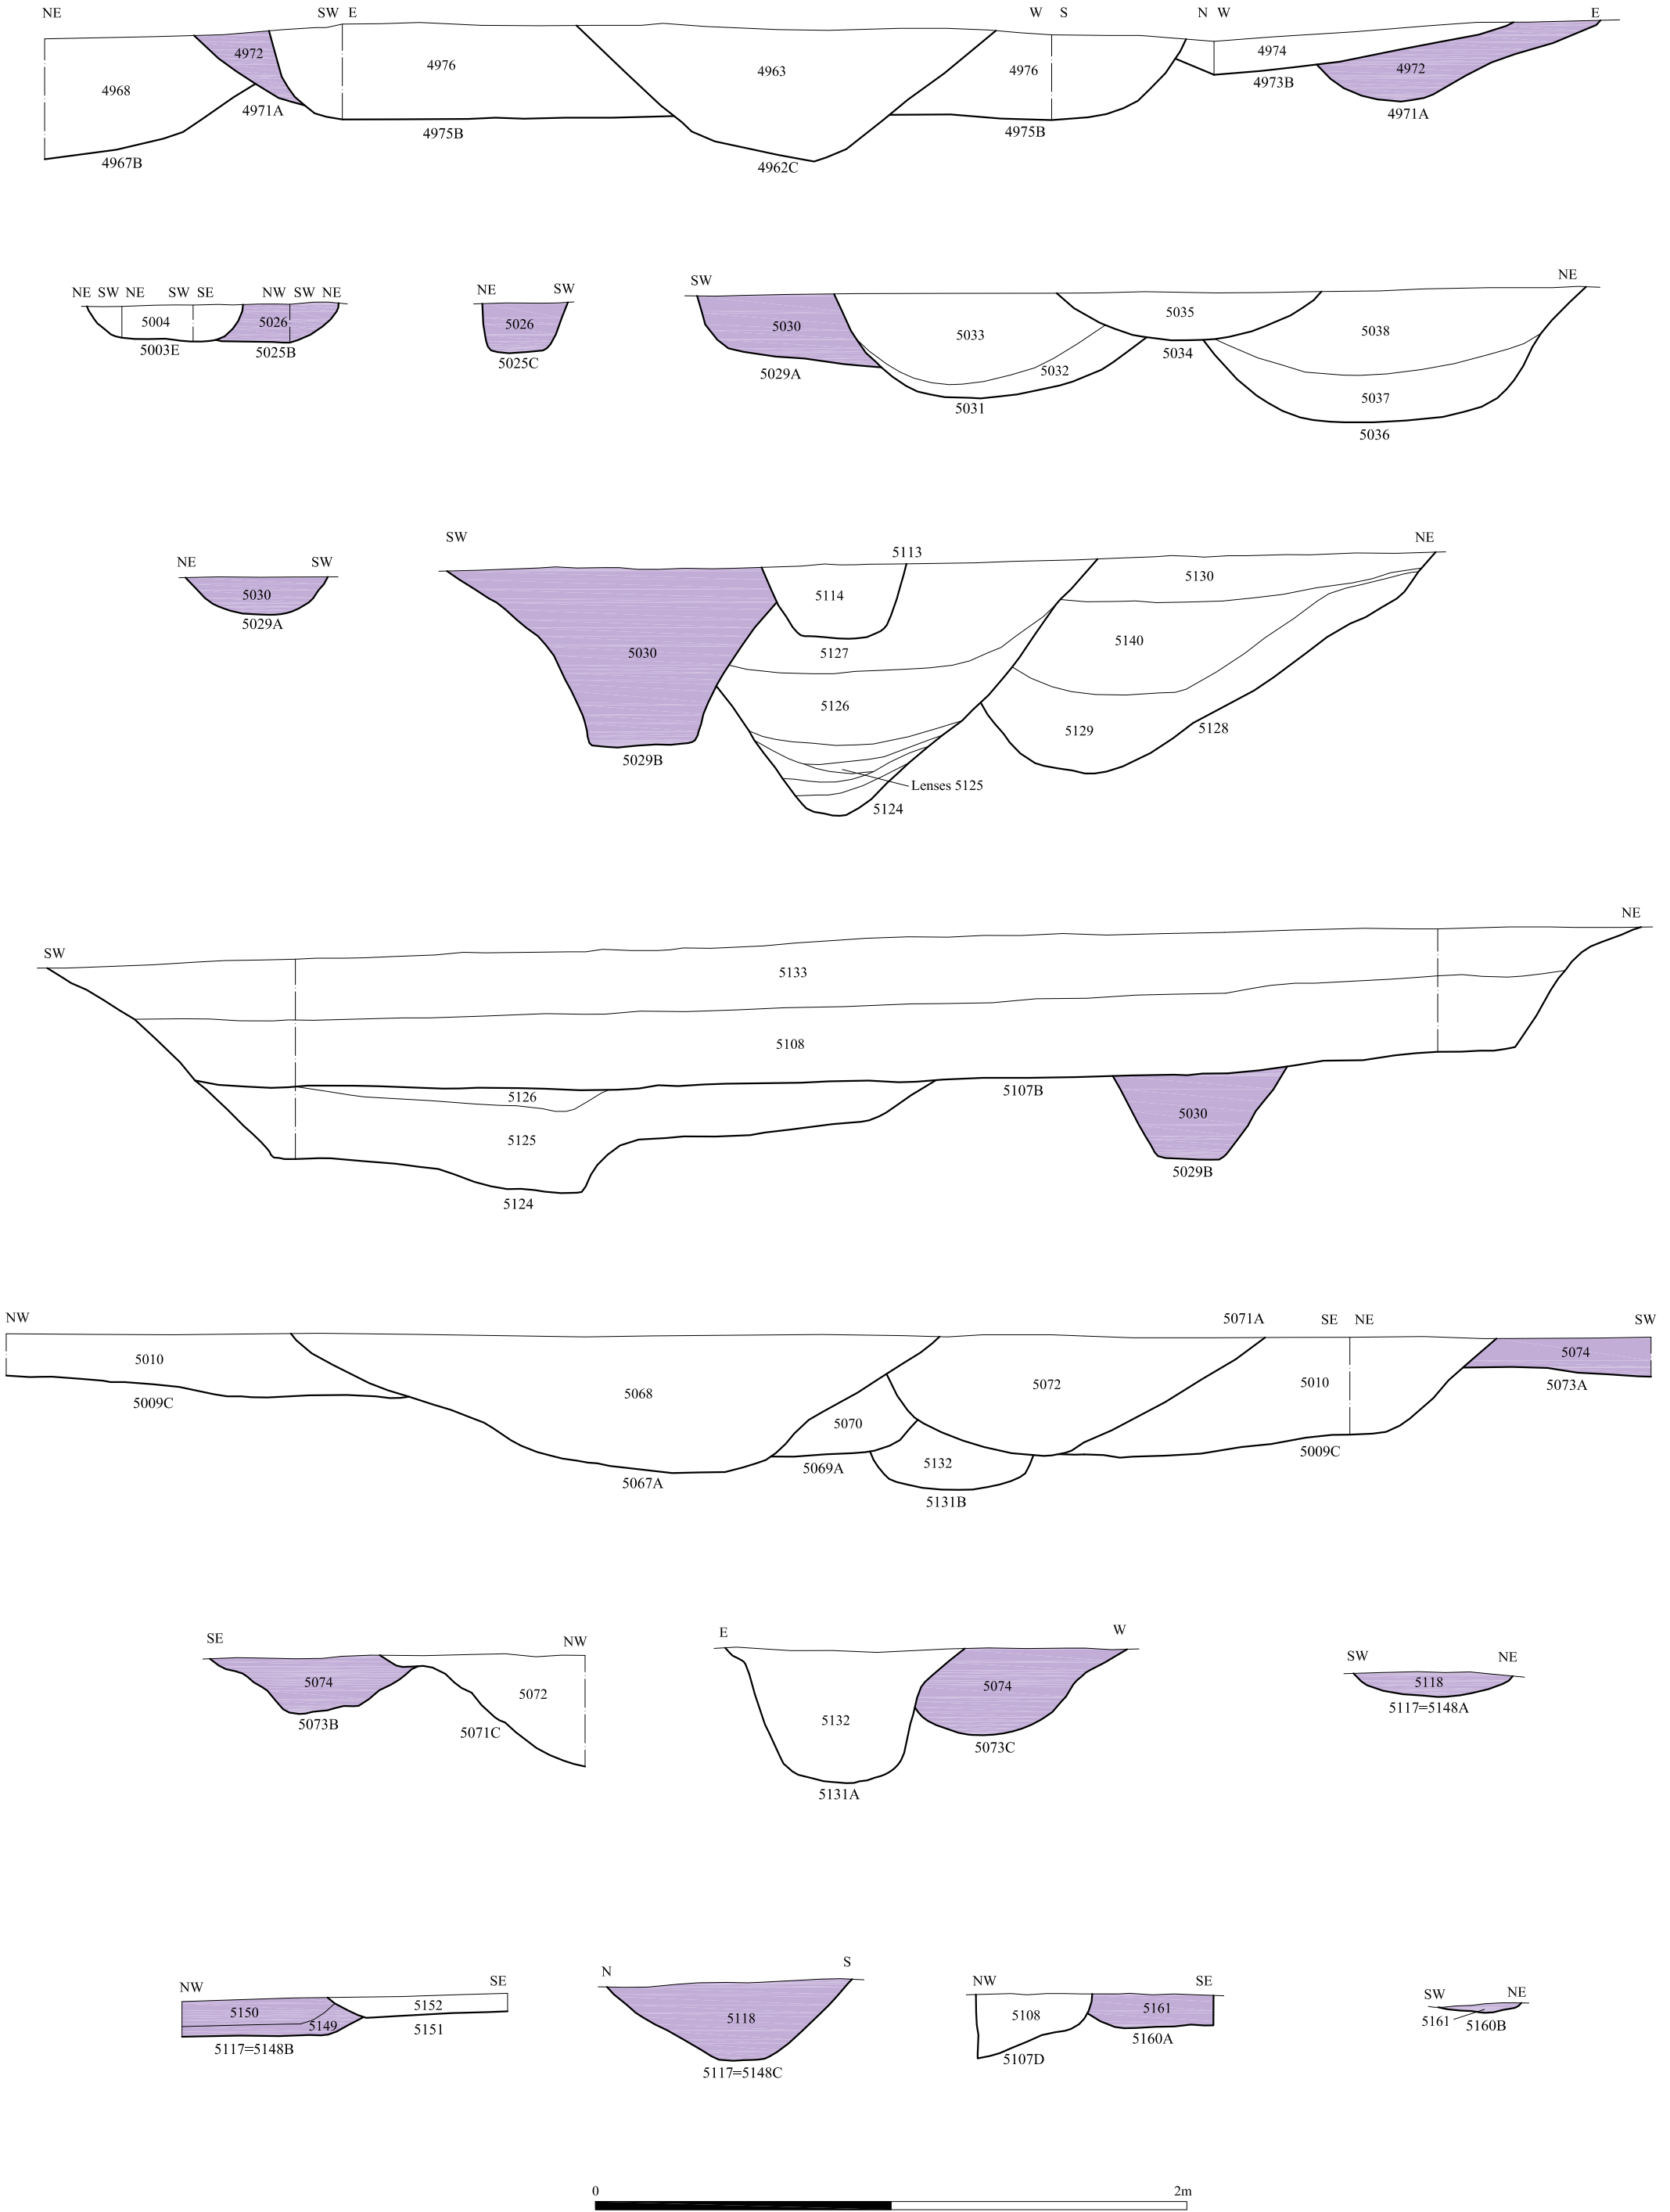 NE SW E W S N W E
4968 4972 4976 4963 4976 4974 4972
4967B 4971A 4975B 4962C 4975B 4973B 4971A
NE SW NE SW SE NW SW NE
5004 5026
5003E 5025B
NE SW
5026
5025C
SW NE
5030 5033 5035 5038
5032 5037
5029A 5031 5034 5036
NE SW
5030
5029A
SW 5113 NE
5114 5130
5030 5127 5140
5126 5129 5128
5029B Lenses 5125
5124
SW NE
5133
5108
5126 5107B 5030
5125 5029B
5124
NW 5071A SE NE SW
5010 5068 5072 5010 5074
5009C 5070 5073A
5132 5009C
5067A 5069A 5131B
SE NW
5074 5072
5073B 5071C
E W
5132 5074
5131A 5073C
SW NE
5118
5117=5148A
NW SE
5150 5152
5149 5151
5117=5148B
N S
5118
5117=5148C
NW SE
5108 5161
5107D 5160A
SW NE
5161 5160B
0 2m